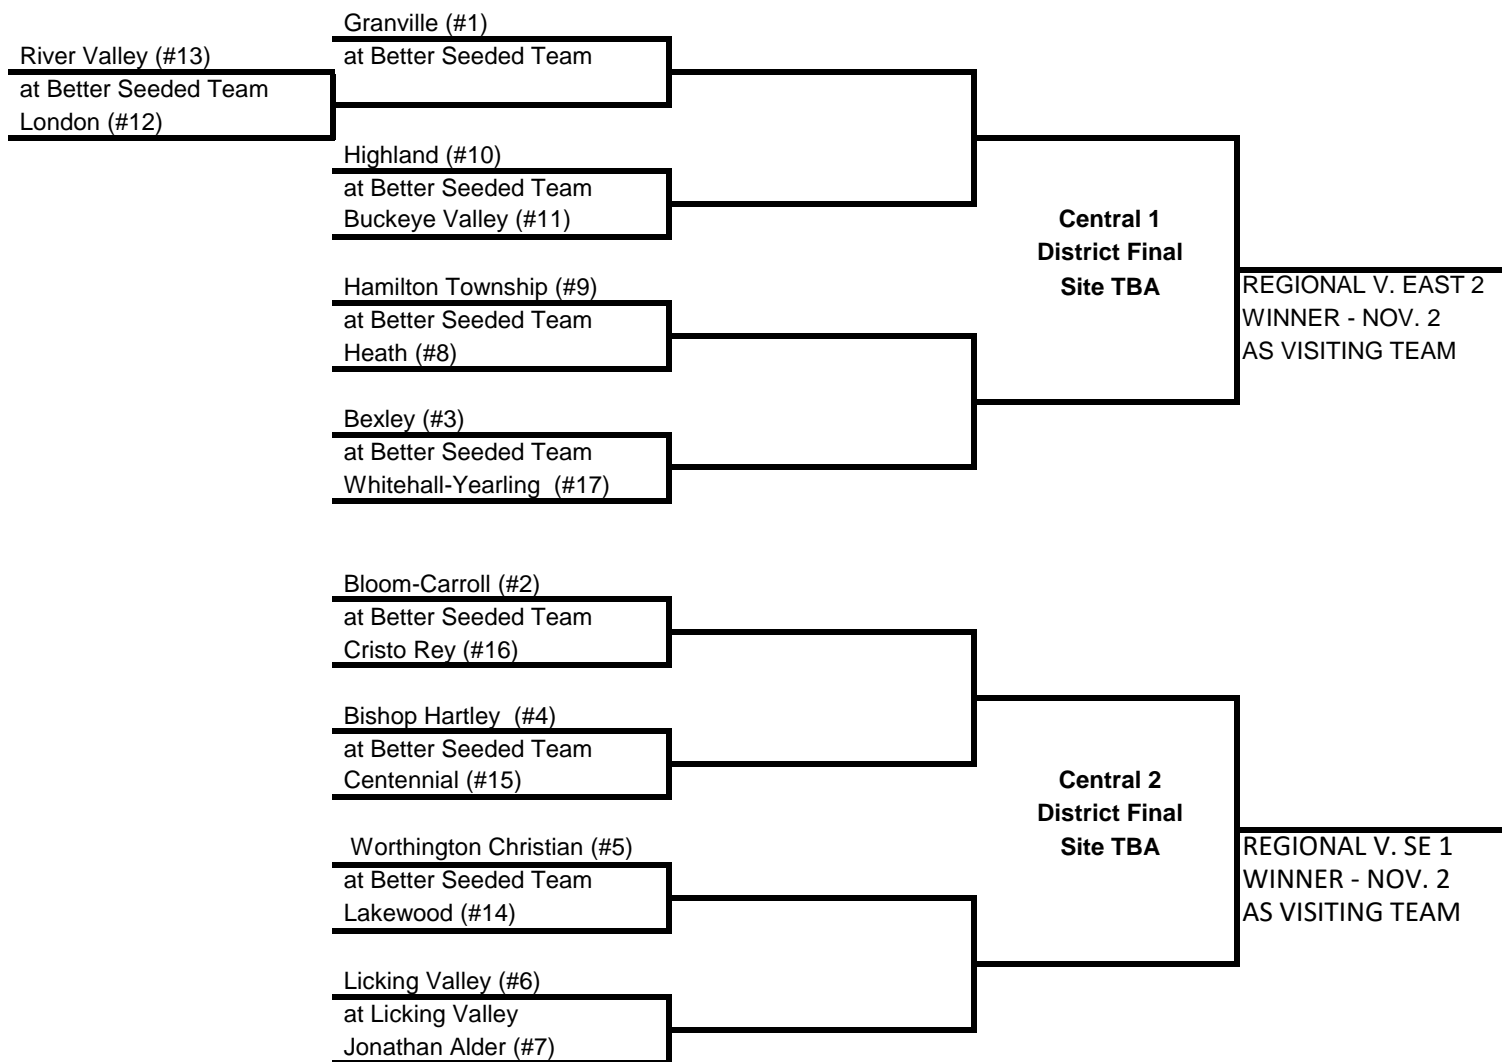 Granville (#1)
River Valley (#13)
at Better Seeded Team
at Better Seeded Team
London (#12)
Highland (#10)
at Better Seeded Team
Buckeye Valley (#11)
Central 1
District Final
Site TBA
Hamilton Township (#9)
at Better Seeded Team
Heath (#8)
REGIONAL V. EAST 2
WINNER - NOV. 2
AS VISITING TEAM
Bexley (#3)
at Better Seeded Team
Whitehall-Yearling (#17)
Bloom-Carroll (#2)
at Better Seeded Team
Cristo Rey (#16)
Bishop Hartley (#4)
at Better Seeded Team
Centennial (#15)
Central 2
District Final
Site TBA
Worthington Christian (#5)
at Better Seeded Team
Lakewood (#14)
REGIONAL V. SE 1
WINNER - NOV. 2
AS VISITING TEAM
Licking Valley (#6)
at Licking Valley
Jonathan Alder (#7)